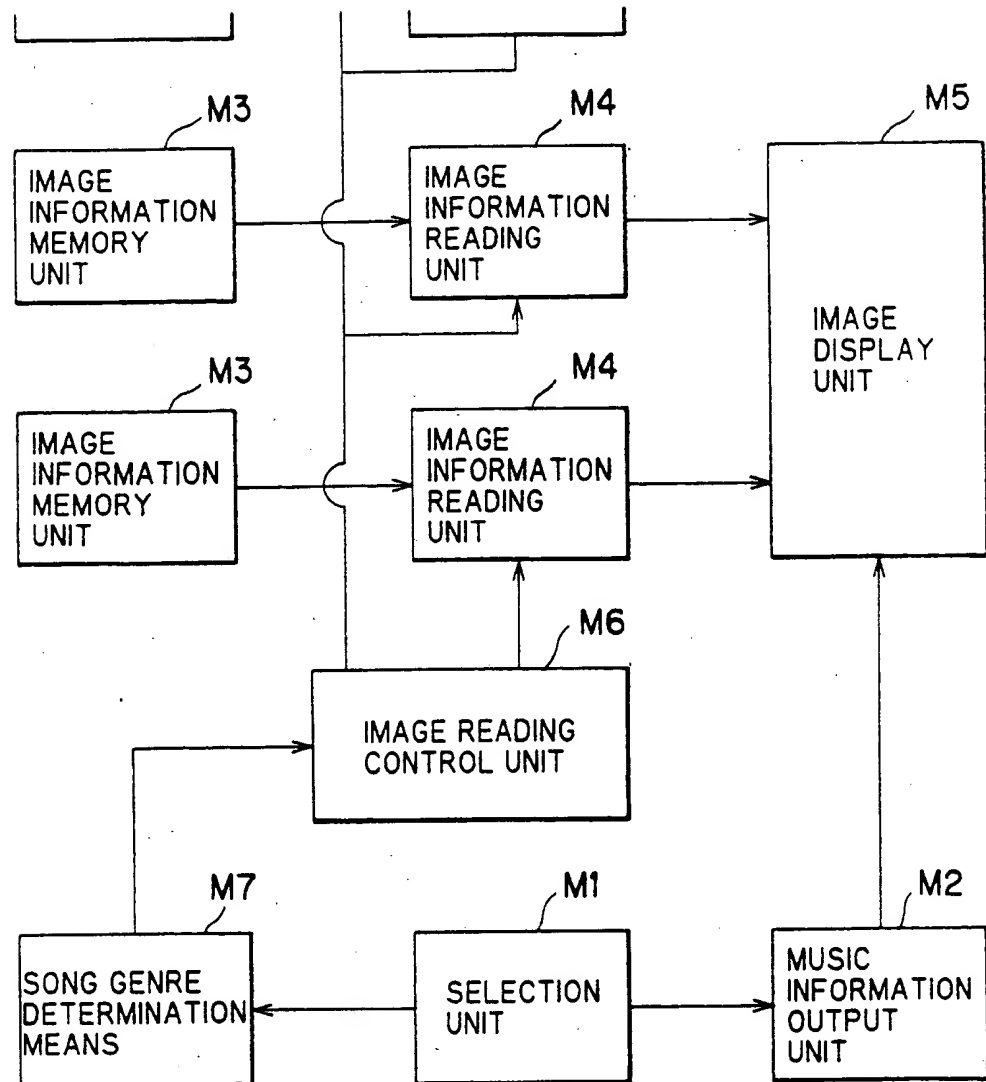 M3
IMAGE
INFORMATION
MEMORY
UNIT
M4
IMAGE
INFORMATION
READING
UNIT
M5
IMAGE
DISPLAY
UNIT
M3
IMAGE
INFORMATION
MEMORY
UNIT
M4
IMAGE
INFORMATION
READING
UNIT
M6
IMAGE READING
CONTROL UNIT
M7
SONG GENRE
DETERMINATION
MEANS
M1
SELECTION
UNIT
M2
MUSIC
INFORMATION
OUTPUT
UNIT